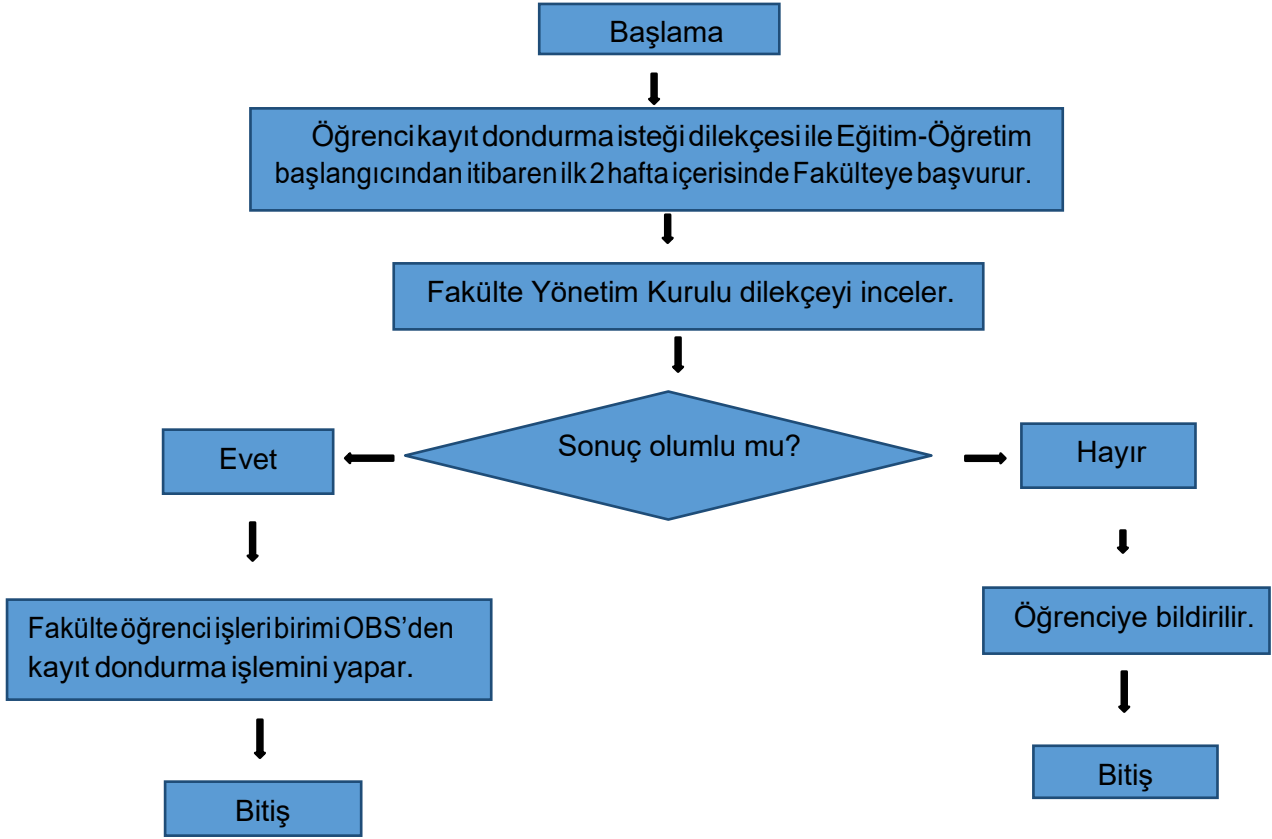 Başlama
Öğrenci kayıt dondurma isteği dilekçesi ile Eğitim-Öğretim
başlangıcından itibaren ilk 2 hafta içerisinde Fakülteye başvurur.
Fakülte Yönetim Kurulu dilekçeyi inceler.
Sonuç olumlu mu?
Evet
Hayır
Fakülte öğrenci işleri birimi OBS’den
kayıt dondurma işlemini yapar.
Öğrenciye bildirilir.
Bitiş
Bitiş